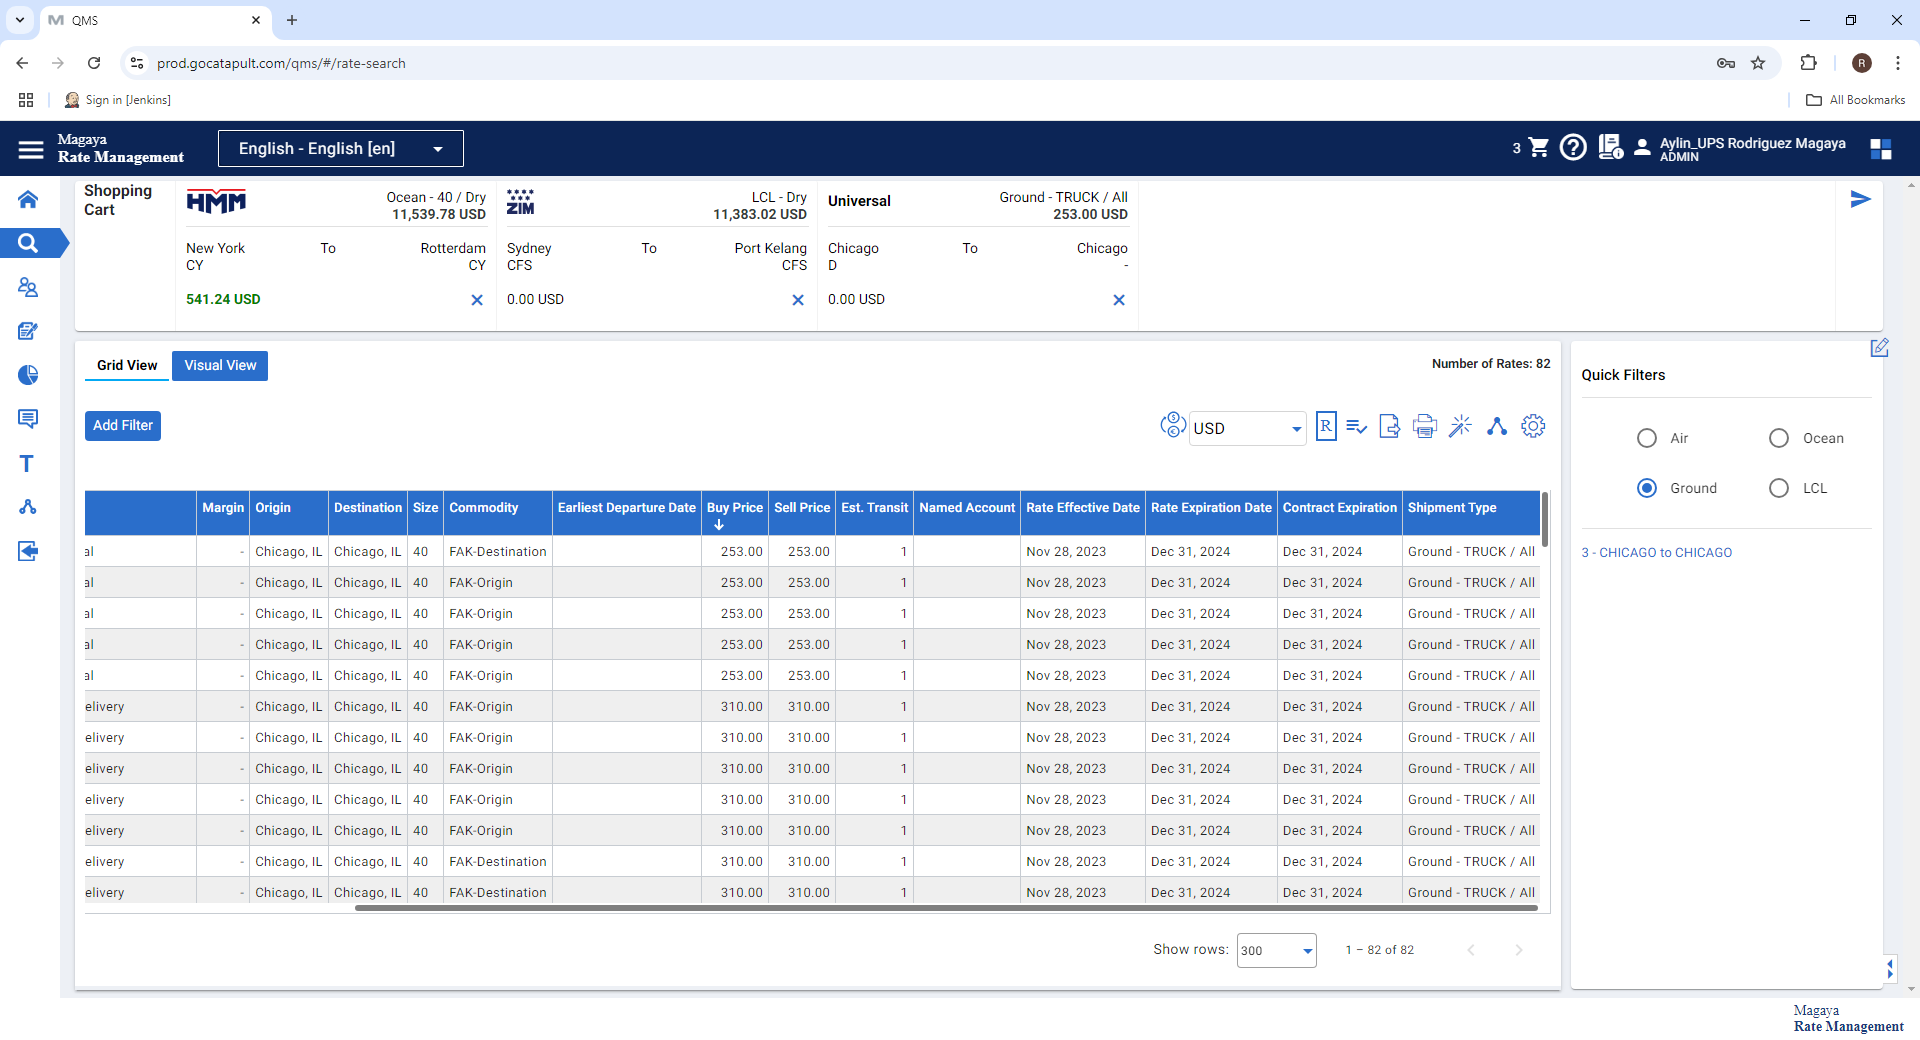 QMS
prod.gocatapult.com/qms/#/rate-search
R
Sign in [Jenkins]
All Bookmarks
Magaya
Rate Management
English - English [en]
3
Aylin_UPS Rodriguez Magaya
ADMIN
Shopping
Cart
HMM
Ocean - 40 / Dry
11,539.78 USD
New York To Rotterdam
CY CY
541.24 USD
ZIM
LCL - Dry
11,383.02 USD
Sydney To Port Kelang
CFS CFS
0.00 USD
Universal
Ground - TRUCK / All
253.00 USD
Chicago To Chicago
D -
0.00 USD
Grid View Visual View
Number of Rates: 82
Add Filter
USD
R
Margin Origin Destination Size Commodity Earliest Departure Date Buy Price Sell Price Est. Transit Named Account Rate Effective Date Rate Expiration Date Contract Expiration Shipment Type
al - Chicago, IL Chicago, IL 40 FAK-Destination 253.00 253.00 1 Nov 28, 2023 Dec 31, 2024 Dec 31, 2024 Ground - TRUCK / All
al - Chicago, IL Chicago, IL 40 FAK-Origin 253.00 253.00 1 Nov 28, 2023 Dec 31, 2024 Dec 31, 2024 Ground - TRUCK / All
al - Chicago, IL Chicago, IL 40 FAK-Origin 253.00 253.00 1 Nov 28, 2023 Dec 31, 2024 Dec 31, 2024 Ground - TRUCK / All
al - Chicago, IL Chicago, IL 40 FAK-Origin 253.00 253.00 1 Nov 28, 2023 Dec 31, 2024 Dec 31, 2024 Ground - TRUCK / All
al - Chicago, IL Chicago, IL 40 FAK-Origin 253.00 253.00 1 Nov 28, 2023 Dec 31, 2024 Dec 31, 2024 Ground - TRUCK / All
elivery - Chicago, IL Chicago, IL 40 FAK-Origin 310.00 310.00 1 Nov 28, 2023 Dec 31, 2024 Dec 31, 2024 Ground - TRUCK / All
elivery - Chicago, IL Chicago, IL 40 FAK-Origin 310.00 310.00 1 Nov 28, 2023 Dec 31, 2024 Dec 31, 2024 Ground - TRUCK / All
elivery - Chicago, IL Chicago, IL 40 FAK-Origin 310.00 310.00 1 Nov 28, 2023 Dec 31, 2024 Dec 31, 2024 Ground - TRUCK / All
elivery - Chicago, IL Chicago, IL 40 FAK-Origin 310.00 310.00 1 Nov 28, 2023 Dec 31, 2024 Dec 31, 2024 Ground - TRUCK / All
elivery - Chicago, IL Chicago, IL 40 FAK-Origin 310.00 310.00 1 Nov 28, 2023 Dec 31, 2024 Dec 31, 2024 Ground - TRUCK / All
elivery - Chicago, IL Chicago, IL 40 FAK-Destination 310.00 310.00 1 Nov 28, 2023 Dec 31, 2024 Dec 31, 2024 Ground - TRUCK / All
elivery - Chicago, IL Chicago, IL 40 FAK-Destination 310.00 310.00 1 Nov 28, 2023 Dec 31, 2024 Dec 31, 2024 Ground - TRUCK / All
Show rows: 300 1 – 82 of 82
Quick Filters
Air Ocean
Ground LCL
3 - CHICAGO to CHICAGO
Magaya
Rate Management